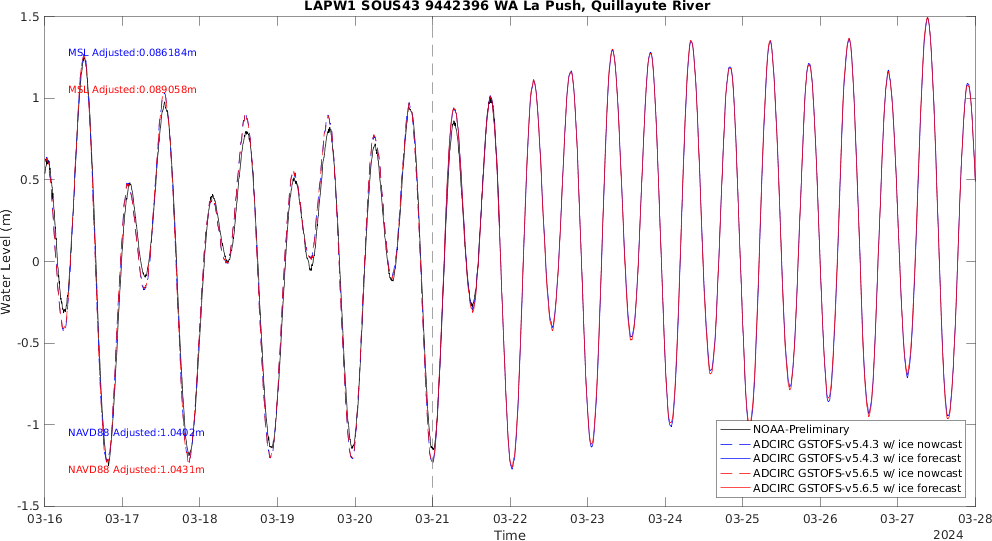 LAPW1 SOUS43 9442396 WA La Push, Quillayute River
1.5
1
0.5
0
-0.5
-1
-1.5
Water Level (m)
MSL Adjusted:0.086184m
MSL Adjusted:0.089058m
NAVD88 Adjusted:1.0402m
NAVD88 Adjusted:1.0431m
NOAA-Preliminary
ADCIRC GSTOFS-v5.4.3 w/ ice nowcast
ADCIRC GSTOFS-v5.4.3 w/ ice forecast
ADCIRC GSTOFS-v5.6.5 w/ ice nowcast
ADCIRC GSTOFS-v5.6.5 w/ ice forecast
03-16 03-17 03-18 03-19 03-20 03-21 03-22 03-23 03-24 03-25 03-26 03-27 03-28
Time
2024